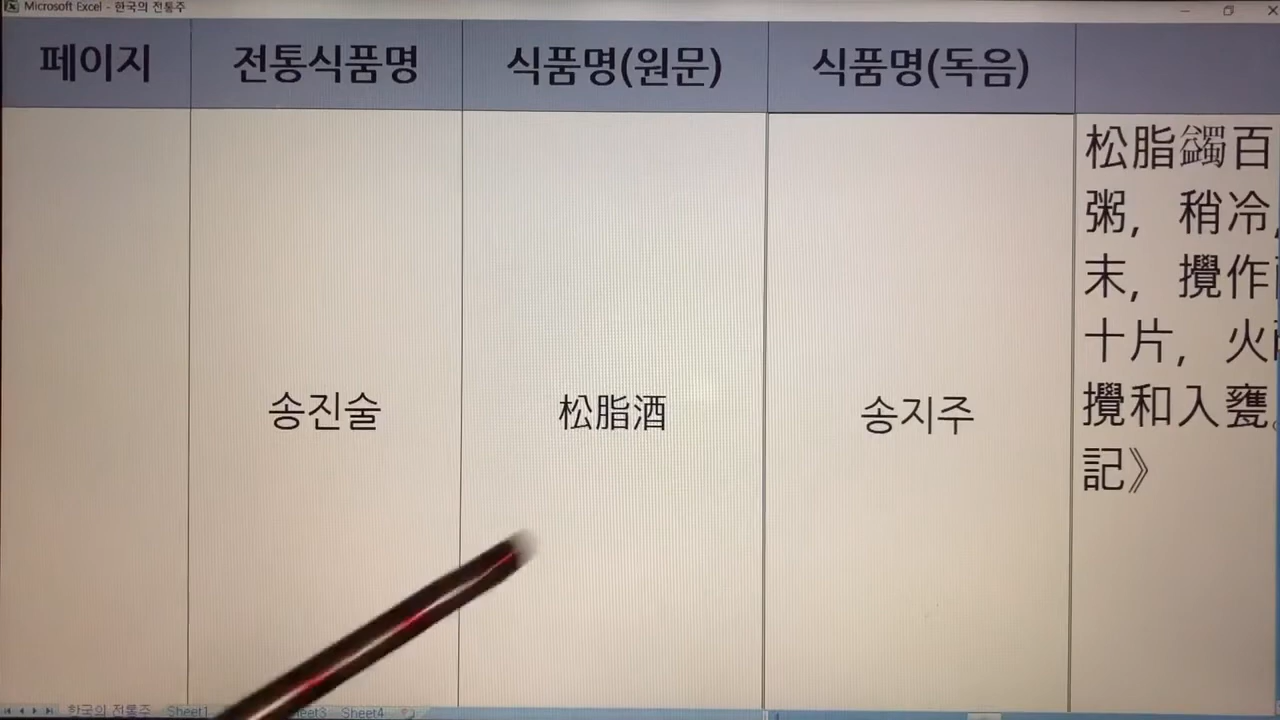 Microsoft Excel - 한국의 전통주
페이지
전통식품명
식품명(원문)
식품명(독음)
송진술
松脂酒
송지주
松脂蠲百
粥，稍冷，
末，攪作
十片，火
攪和入甕。
記》
한국의 전통주
Sheet1
Sheet4